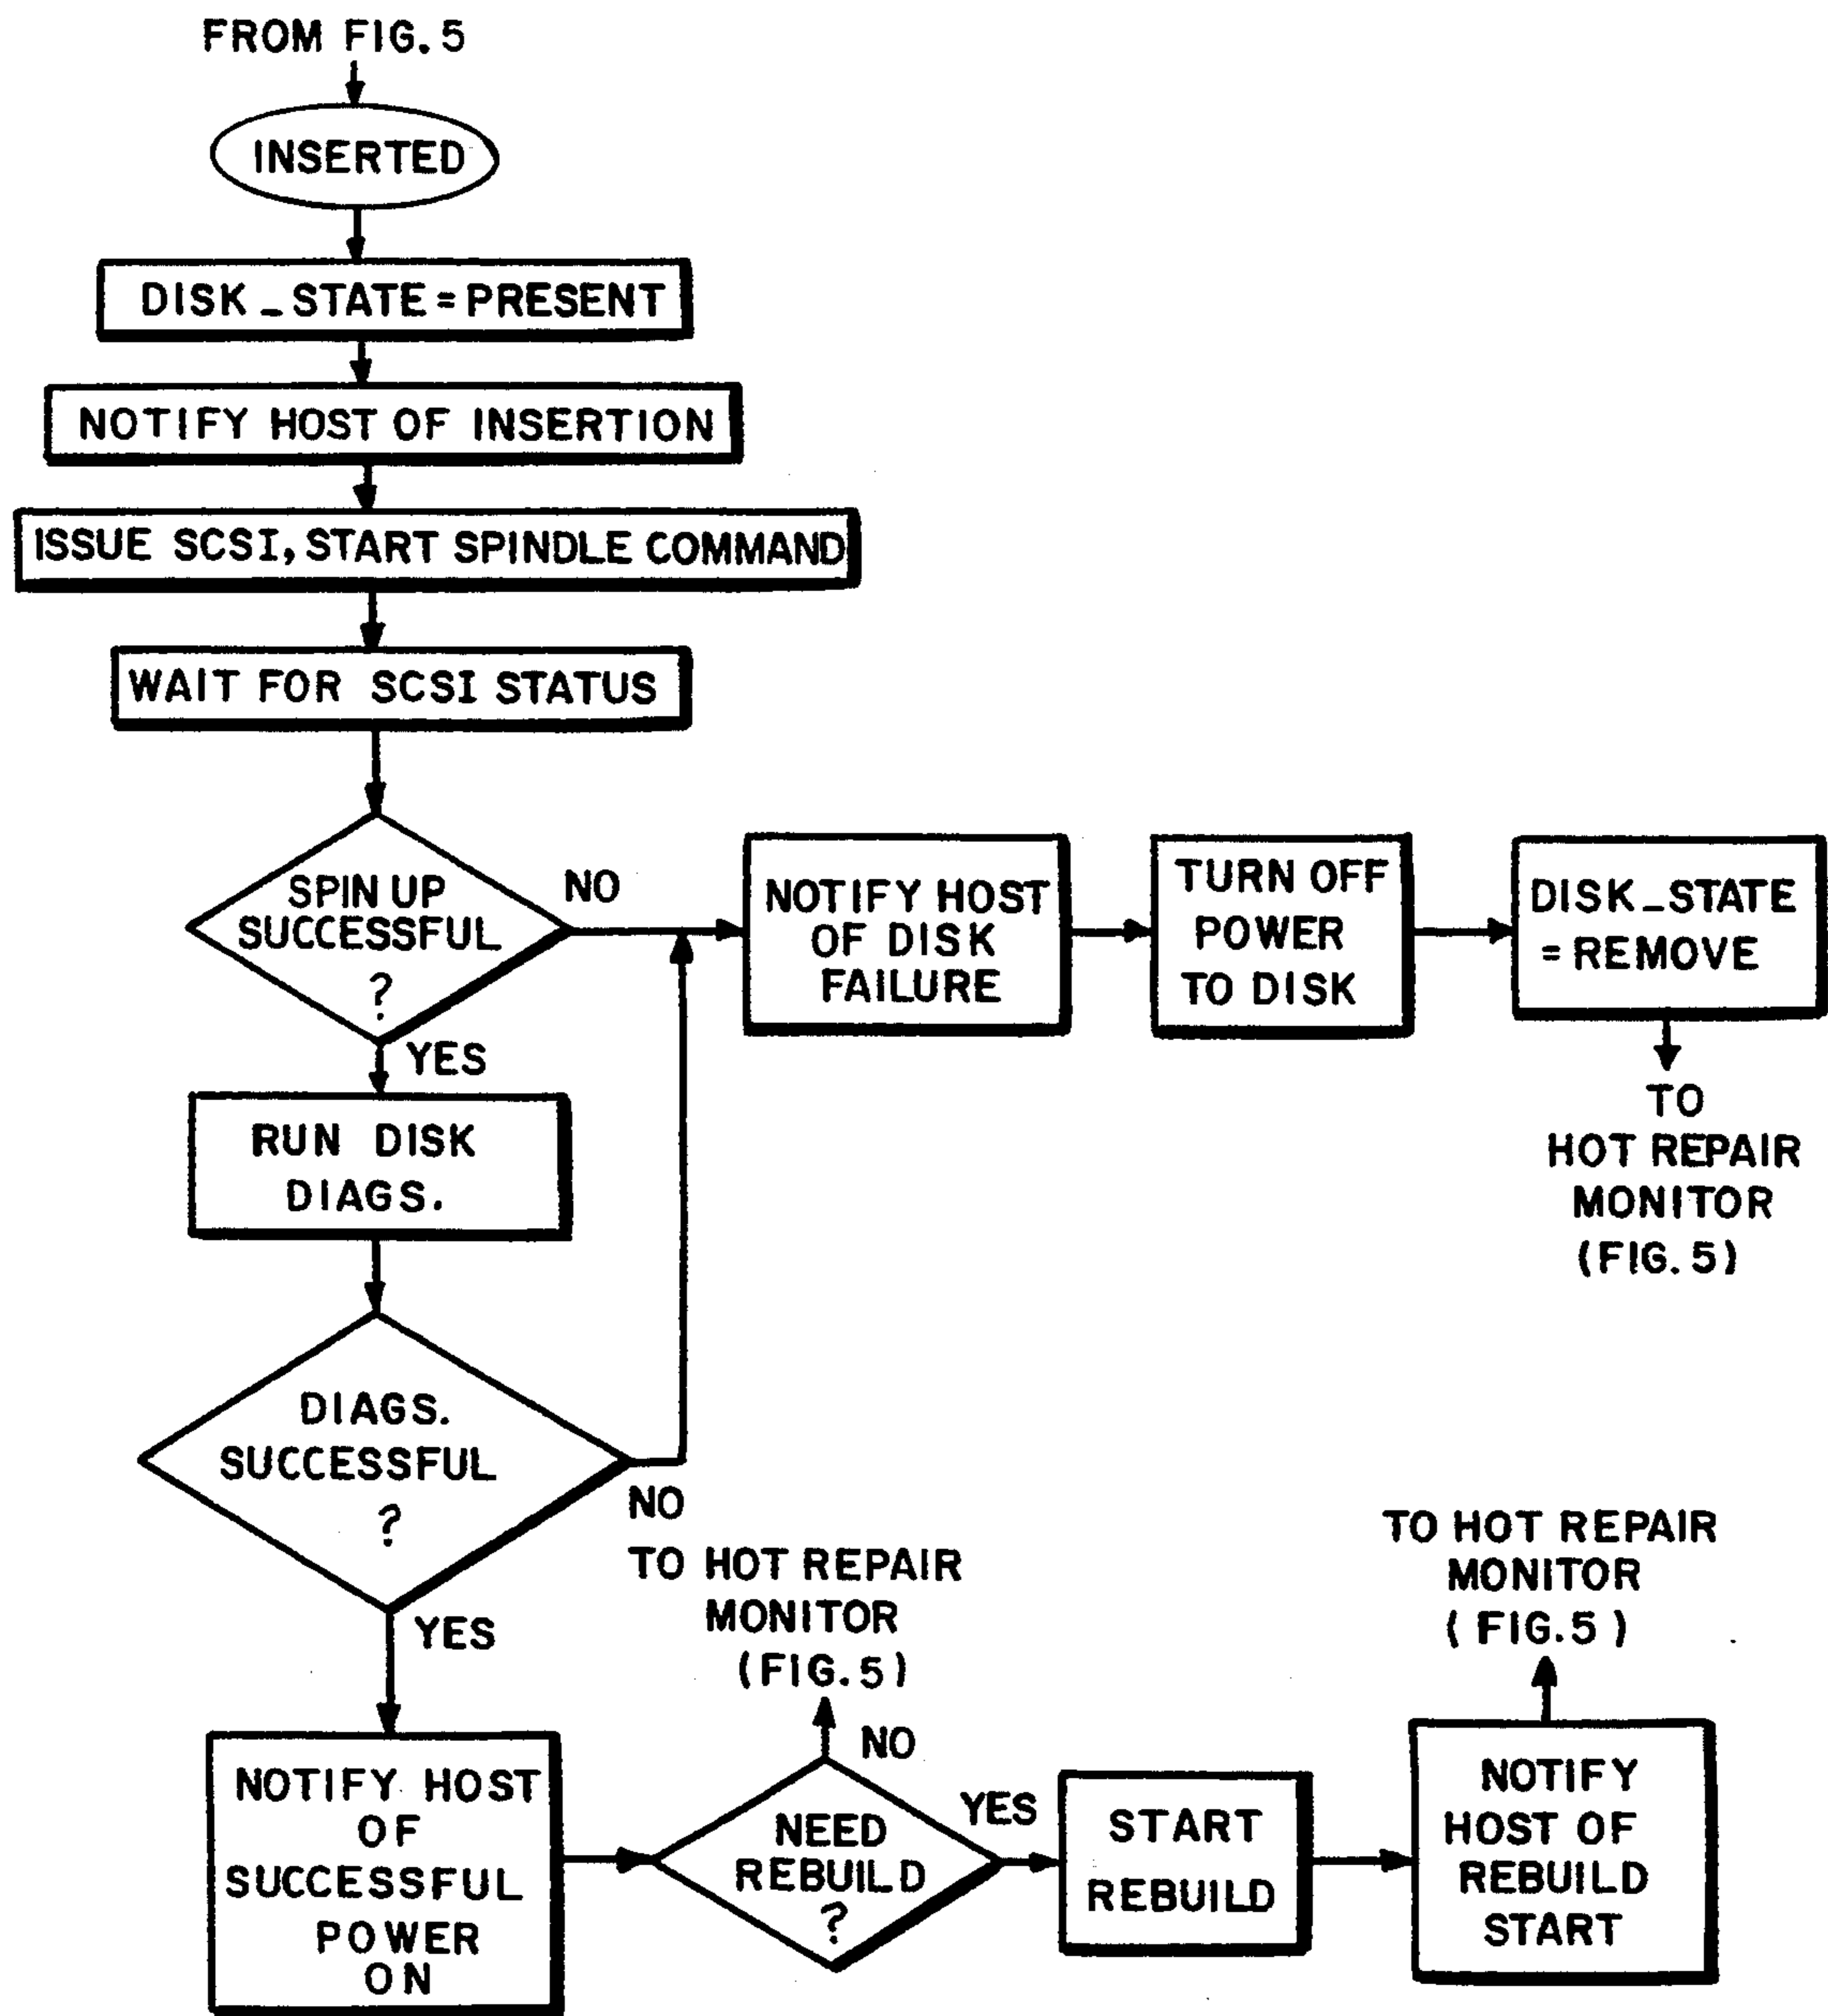 FROM FIG. 5
INSERTED
DISK_STATE = PRESENT
NOTIFY HOST OF INSERTION
ISSUE SCSI, START SPINDLE COMMAND
WAIT FOR SCSI STATUS
SPIN UP
SUCCESSFUL
?
NO
YES
NOTIFY HOST
OF DISK
FAILURE
TURN OFF
POWER
TO DISK
DISK_STATE
= REMOVE
TO
HOT REPAIR
MONITOR
(FIG. 5)
RUN DISK
DIAGS.
DIAGS.
SUCCESSFUL
?
NO
YES
NOTIFY HOST
OF
SUCCESSFUL
POWER
ON
TO HOT REPAIR
MONITOR
(FIG. 5)
NO
NEED
REBUILD
?
YES
START
REBUILD
NOTIFY
HOST OF
REBUILD
START
TO HOT REPAIR
MONITOR
( FIG. 5 )